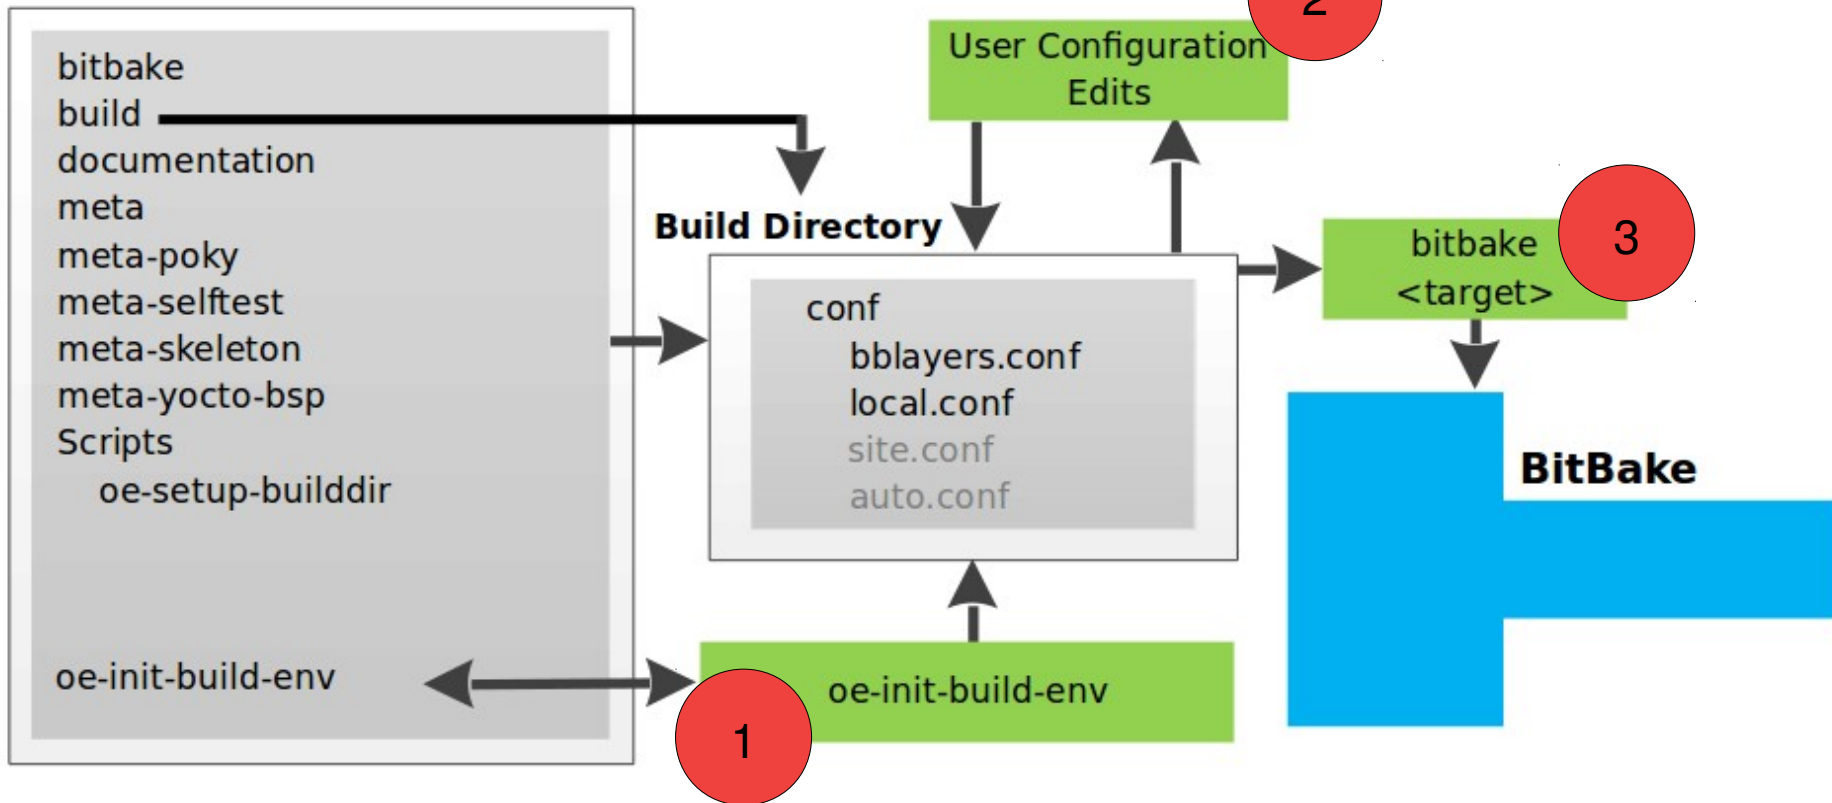 bitbake
build
documentation
meta
meta-poky
meta-selftest
meta-skeleton
meta-yocto-bsp
Scripts
oe-setup-builddir
oe-init-build-env
2
User Configuration
Edits
Build Directory
conf
bblayers.conf
local.conf
site.conf
auto.conf
3
bitbake
<target>
BitBake
1
oe-init-build-env